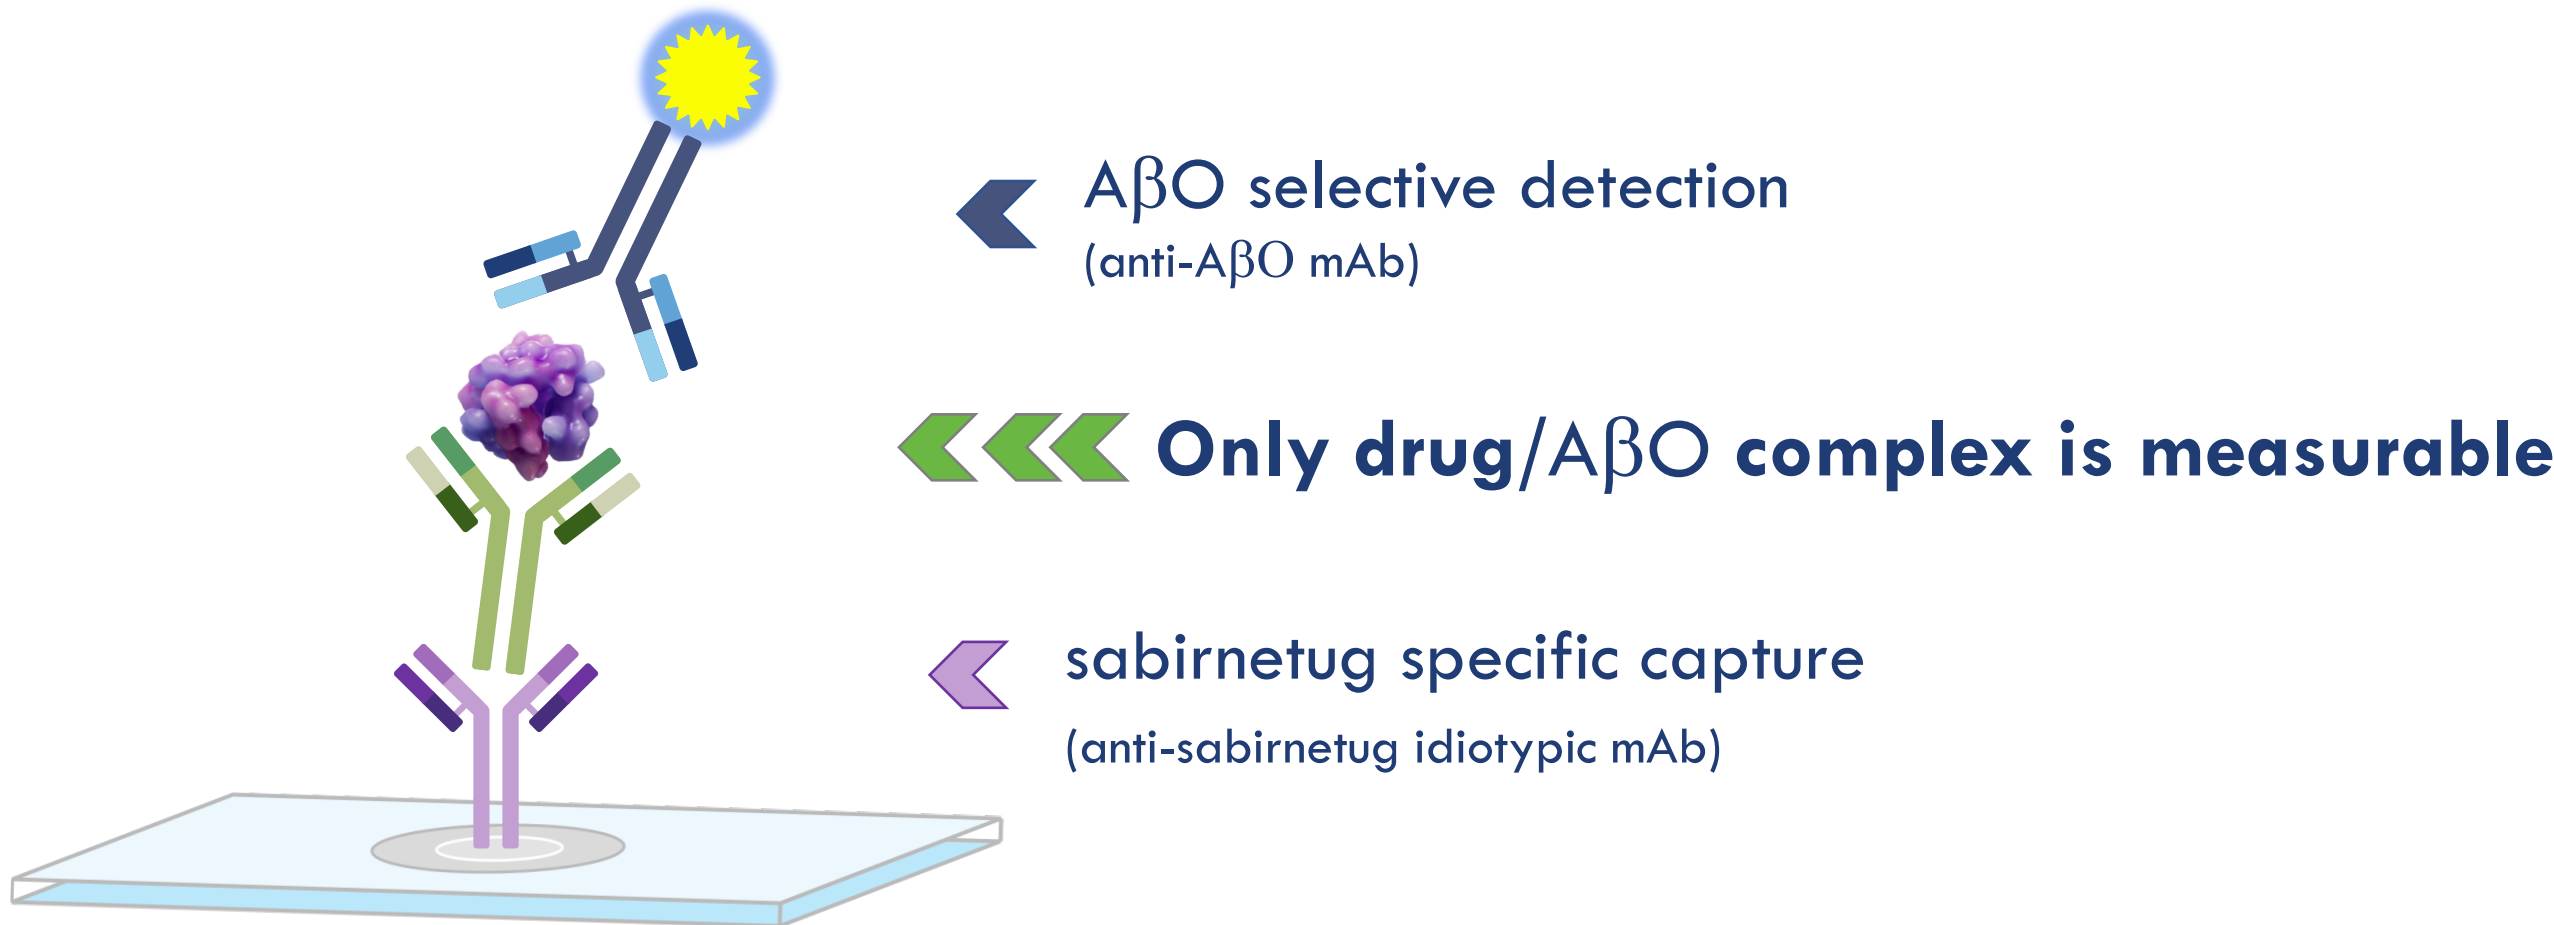 AβO selective detection
(anti-AβO mAb)
Only drug/AβO complex is measurable
sabirnetug specific capture
(anti-sabirnetug idiotypic mAb)